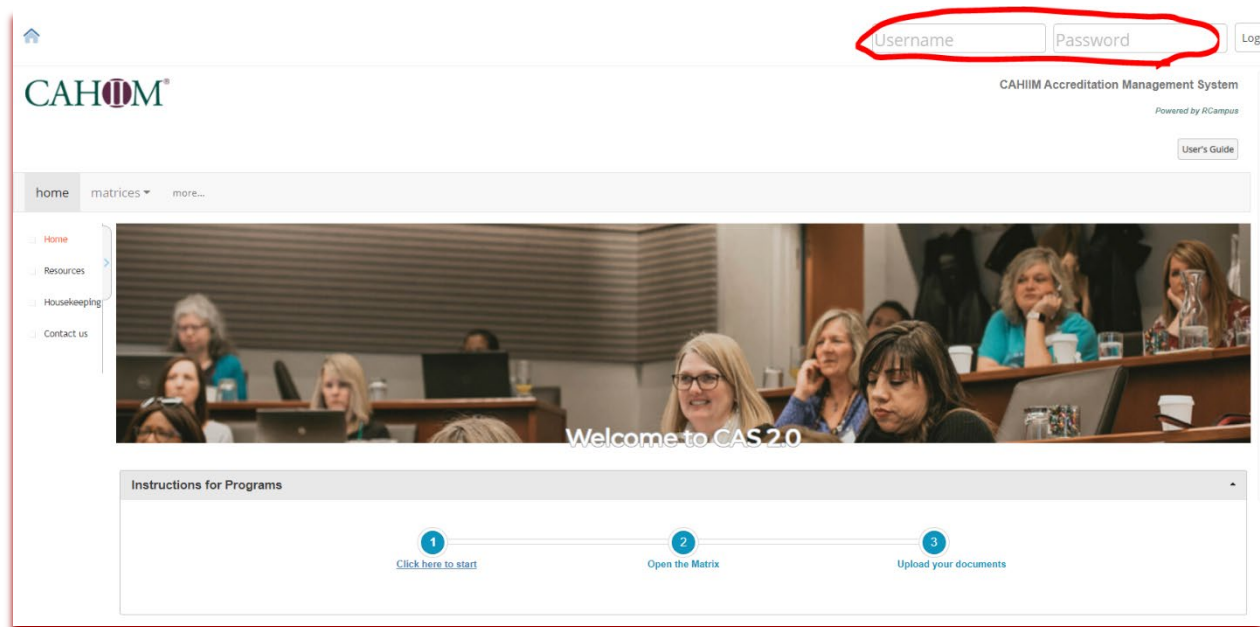 Username Password Log
CAHIIM®
CAHIIM Accreditation Management System
Powered by RCampus
User's Guide
home matrices more...
Home
Resources
Housekeeping
Contact us
Welcome to CAS 2.0
Instructions for Programs
1 2 3
Click here to start Open the Matrix Upload your documents